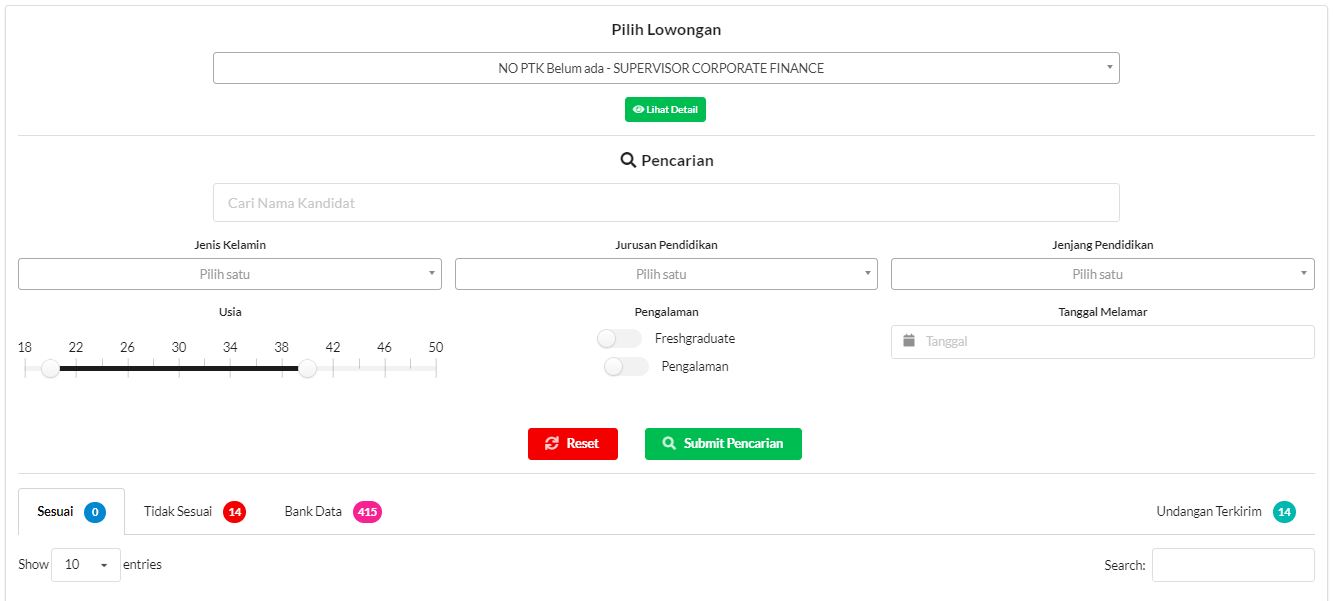 Pilih Lowongan
NO PTK Belum ada - SUPERVISOR CORPORATE FINANCE
Lihat Detail
Pencarian
Cari Nama Kandidat
Jenis Kelamin Jurusan Pendidikan Jenjang Pendidikan
Pilih satu Pilih satu Pilih satu
Usia Pengalaman Tanggal Melamar
18 22 26 30 34 38 42 46 50
Freshgraduate
Tanggal
Pengalaman
Reset Submit Pencarian
Sesuai 0 Tidak Sesuai 14 Bank Data 415 Undangan Terkirim 14
Show 10 entries Search: